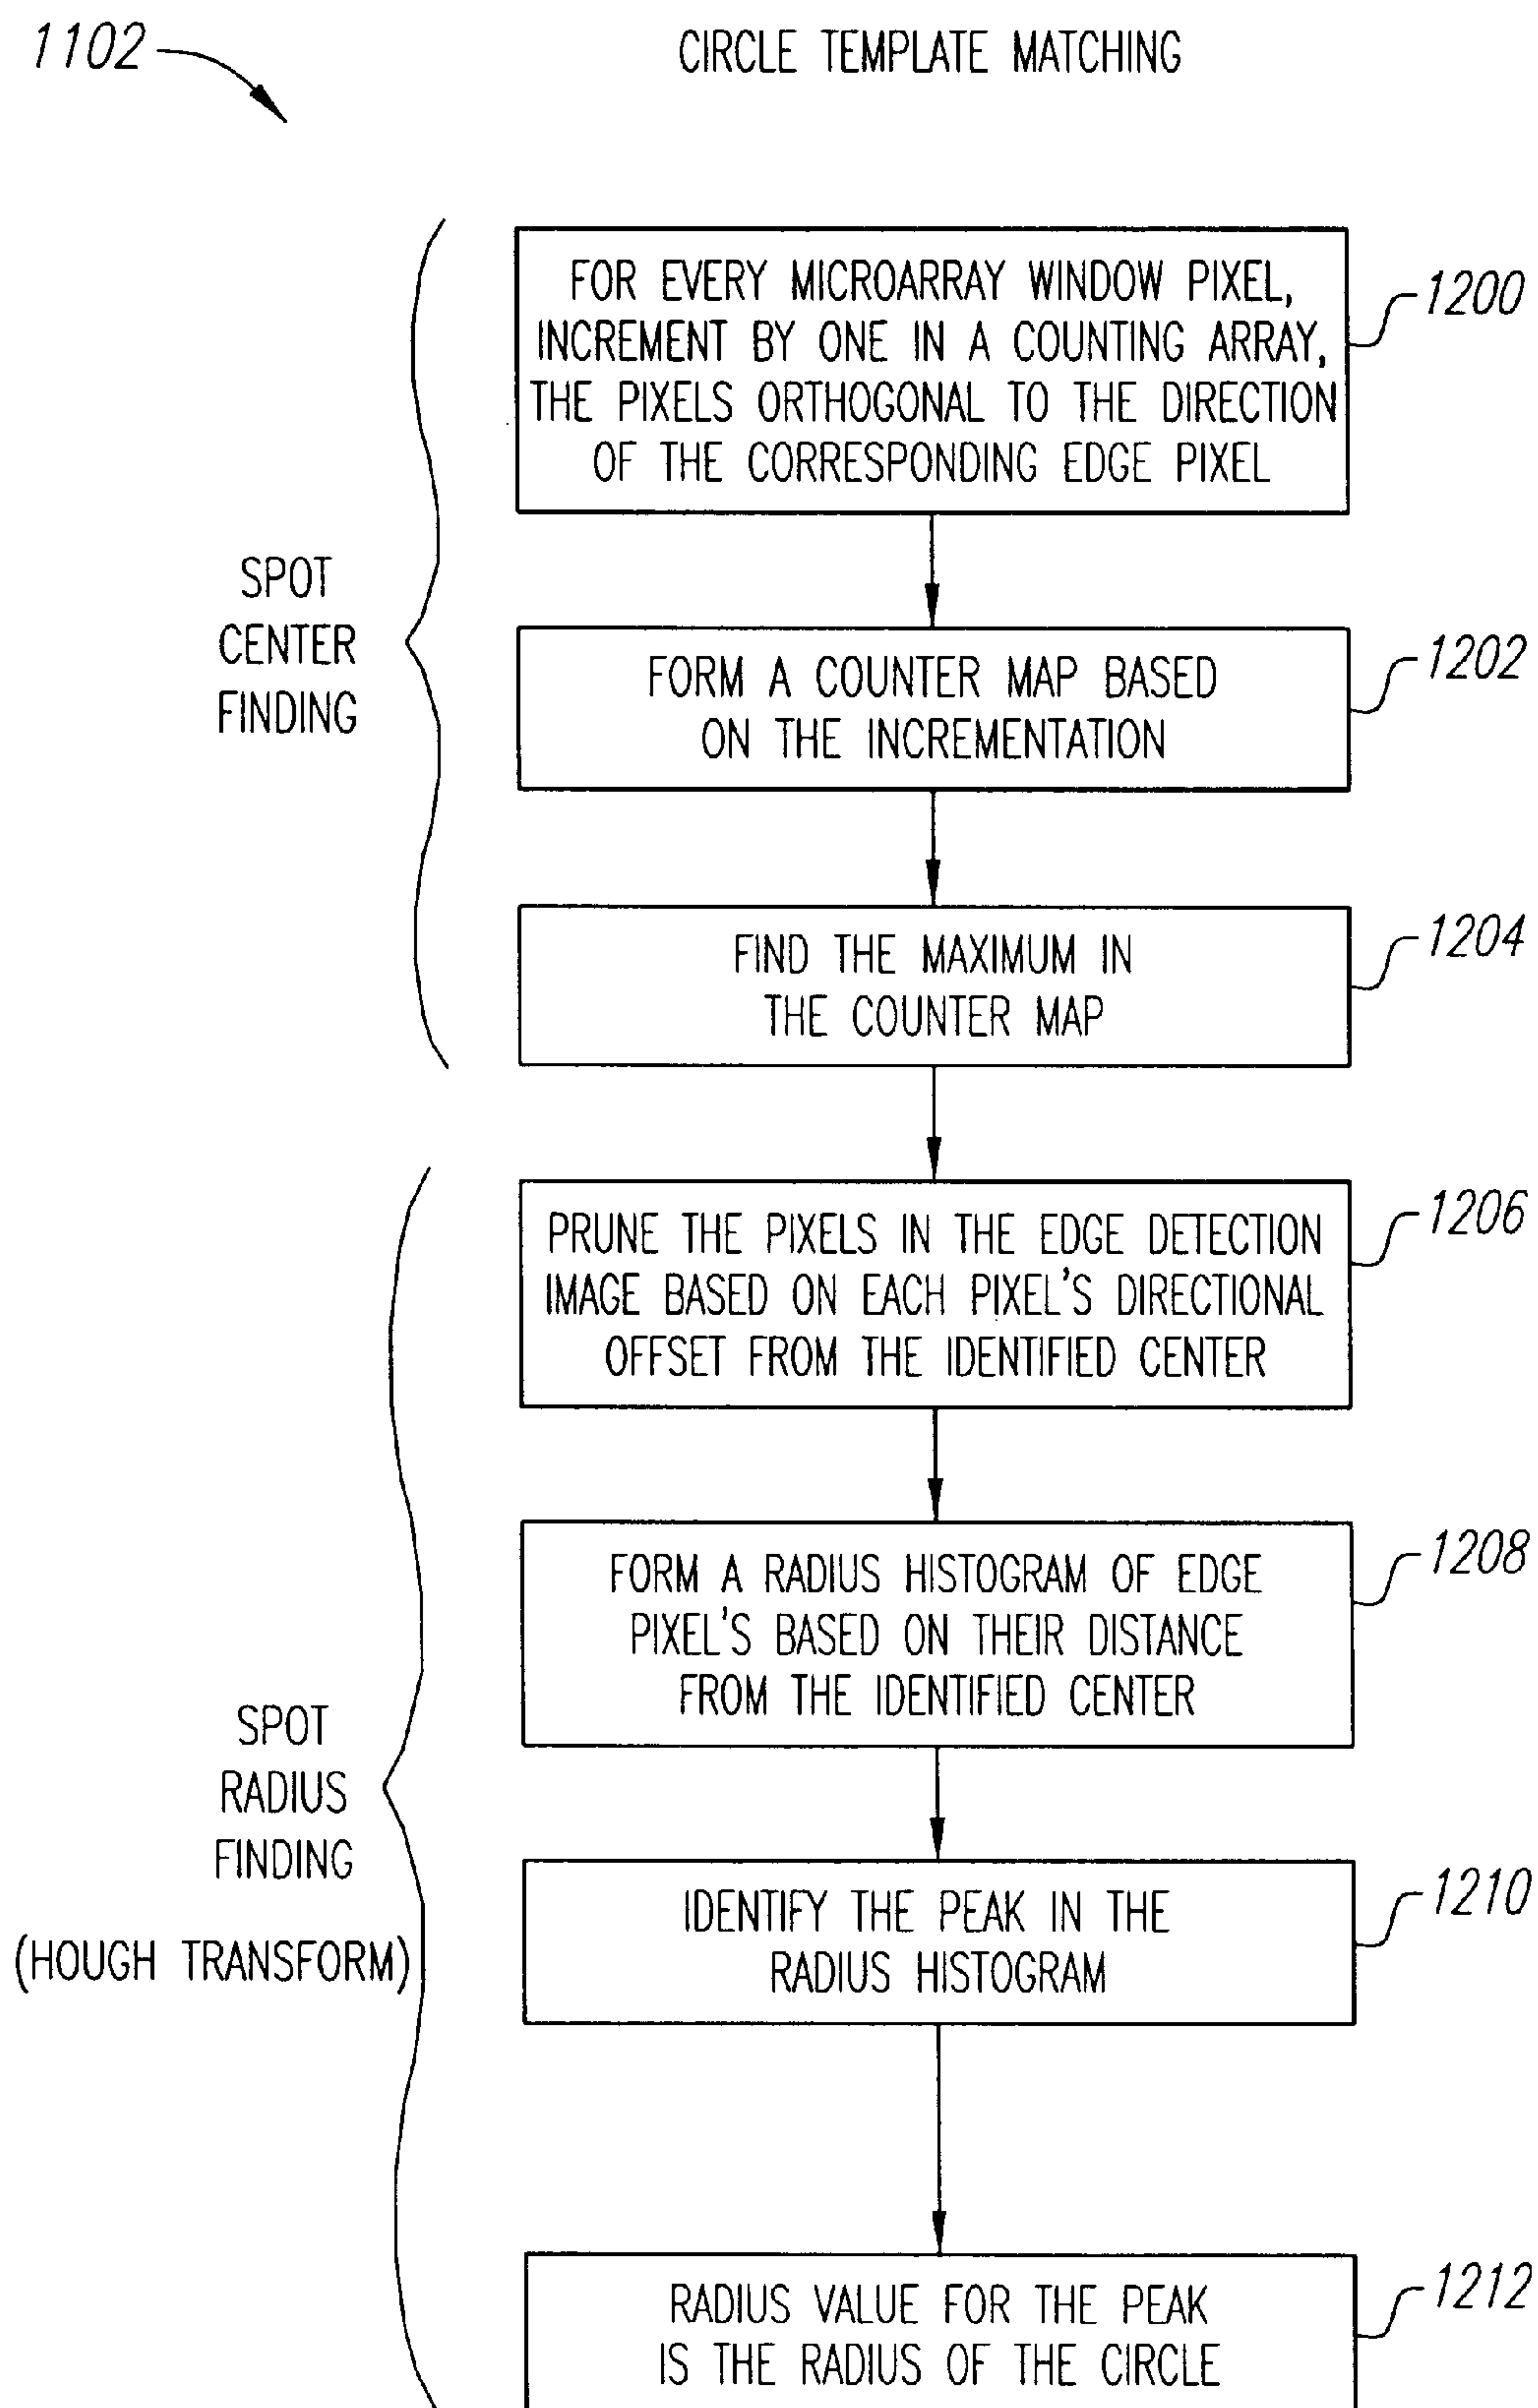 1102
CIRCLE TEMPLATE MATCHING
FOR EVERY MICROARRAY WINDOW PIXEL,
INCREMENT BY ONE IN A COUNTING ARRAY,
THE PIXELS ORTHOGONAL TO THE DIRECTION
OF THE CORRESPONDING EDGE PIXEL
1200
SPOT
CENTER
FINDING
FORM A COUNTER MAP BASED
ON THE INCREMENTATION
1202
FIND THE MAXIMUM IN
THE COUNTER MAP
1204
PRUNE THE PIXELS IN THE EDGE DETECTION
IMAGE BASED ON EACH PIXEL'S DIRECTIONAL
OFFSET FROM THE IDENTIFIED CENTER
1206
FORM A RADIUS HISTOGRAM OF EDGE
PIXEL'S BASED ON THEIR DISTANCE
FROM THE IDENTIFIED CENTER
1208
SPOT
RADIUS
FINDING
(HOUGH TRANSFORM)
IDENTIFY THE PEAK IN THE
RADIUS HISTOGRAM
1210
RADIUS VALUE FOR THE PEAK
IS THE RADIUS OF THE CIRCLE
1212